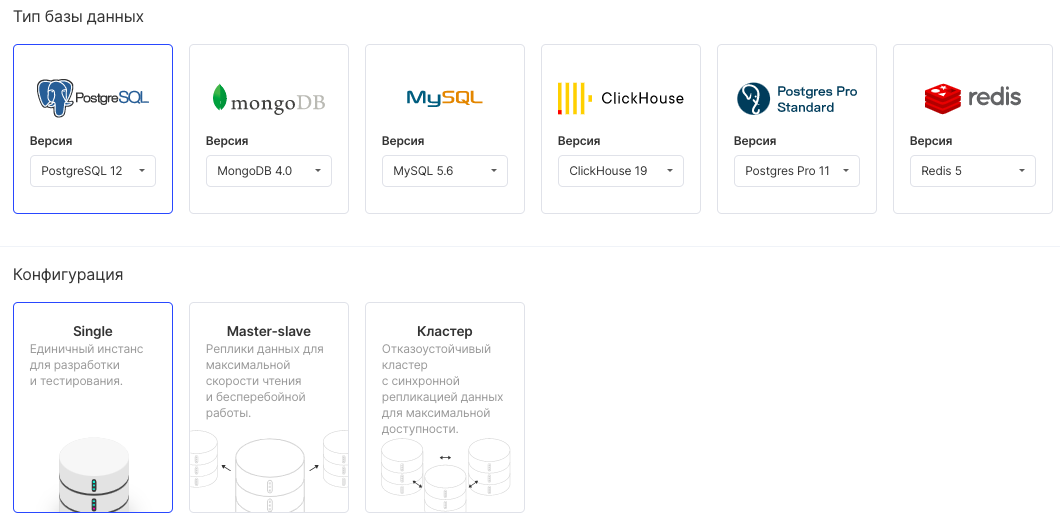 Тип базы данных
PostgreSQL
mongoDB
MySQL
ClickHouse
Postgres Pro
Standard
redis
Версия
Версия
Версия
Версия
Версия
Версия
PostgreSQL 12
MongoDB 4.0
MySQL 5.6
ClickHouse 19
Postgres Pro 11
Redis 5
Конфигурация
Single
Единичный инстанс
для разработки
и тестирования.
Master-slave
Реплики данных для
максимальной
скорости чтения
и бесперебойной
работы.
Кластер
Отказоустойчивый
кластер
с синхронной
репликацией данных
для максимальной
доступности.